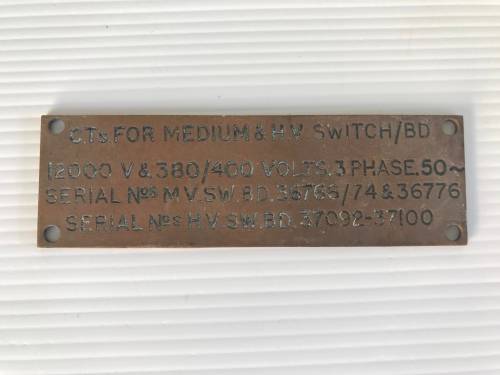 C.Ts. FOR MEDIUM & H.V. SWITCH/BD
12000 V & 380/400 VOLTS. 3 PHASE. 50~
SERIAL Nos M.V. SW. BD. 36766/74 & 36776
SERIAL Nos H.V. SW. BD. 37092-37100